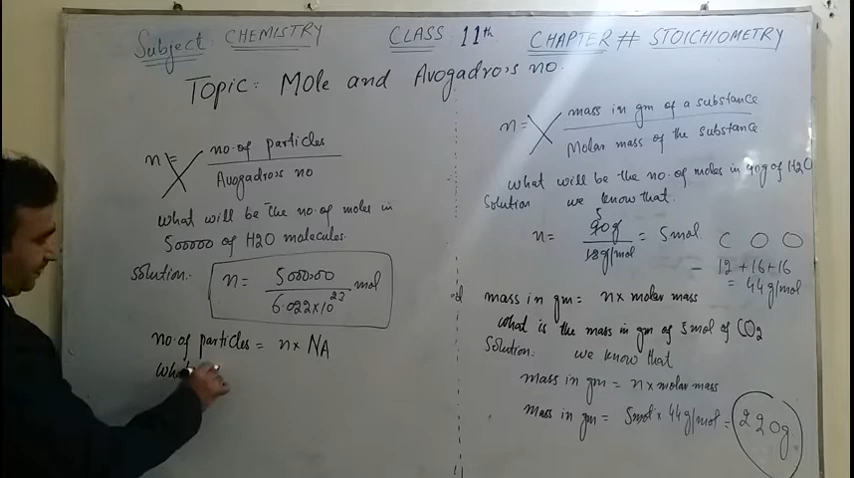 Subject: CHEMISTRY CLASS 11th CHAPTER # STOICHIOMETRY
Topic: Mole and Avogadro's no.
n = no. of particles
Avogadro's no
what will be the no. of moles in
500000 of H2O molecules.
Solution:
n = 500000 mol
6.022x10^23
no. of particles = n x NA
n = mass in gm of a substance
Molar mass of the substance
what will be the no. of moles in 90g of H2O
Solution we know that.
5
n = 90g = 5mol
18g/mol
C O O
12+16+16
= 44g/mol
mass in gm = n x molar mass
what is the mass in gm of 5mol of CO2
Solution: we know that
mass in gm = n x molar mass
mass in gm = 5mol x 44g/mol = 220g